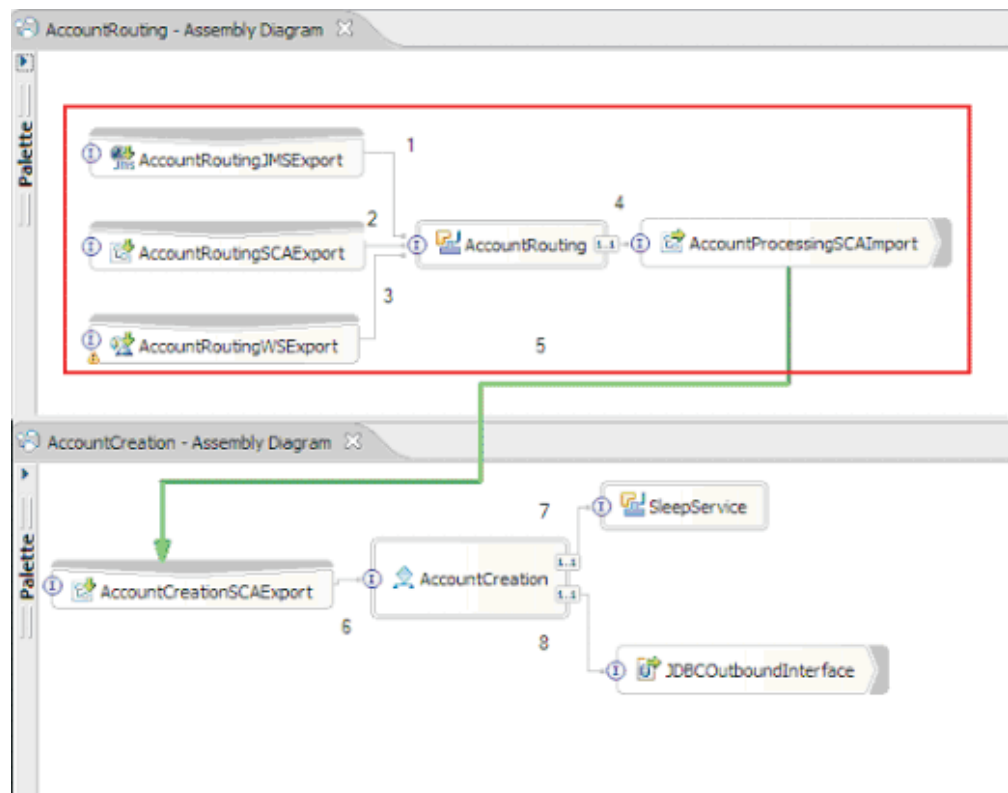 AccountRouting - Assembly Diagram
Palette
AccountRoutingJMSExport
1
2
AccountRoutingSCAExport
AccountRouting
1..1
4
AccountProcessingSCAImport
3
AccountRoutingWSExport
5
AccountCreation - Assembly Diagram
Palette
7
SleepService
AccountCreationSCAExport
6
AccountCreation
1..1
1..1
8
JDBCOutboundInterface